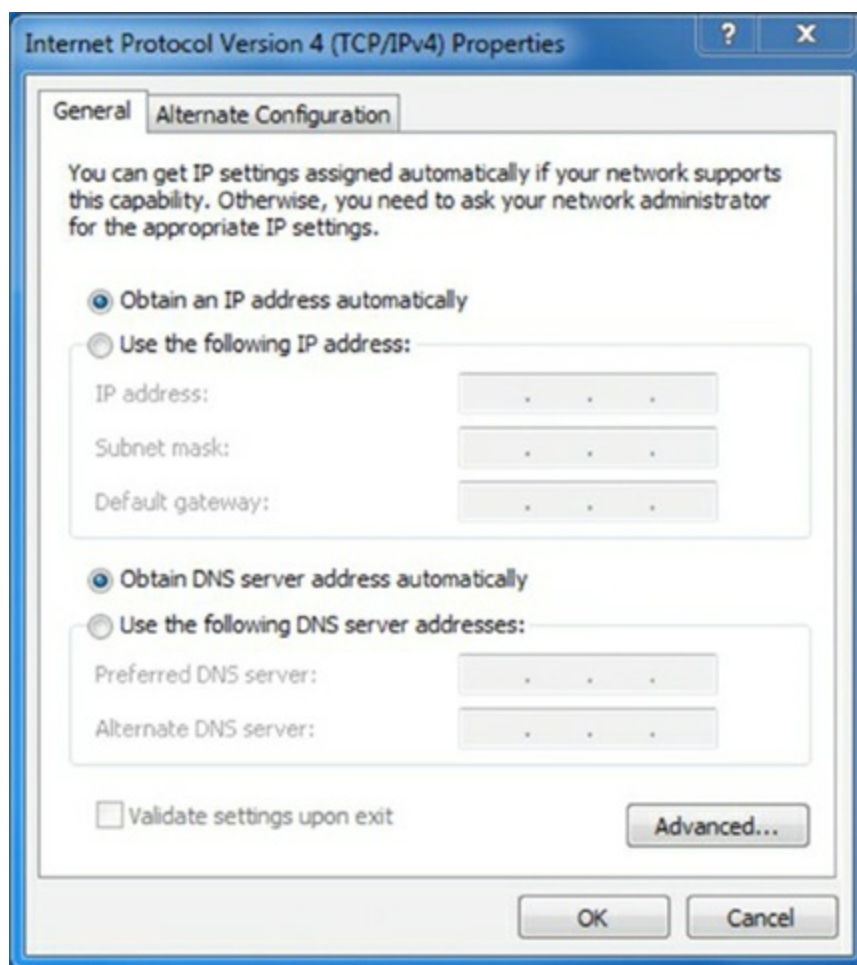 Internet Protocol Version 4 (TCP/IPv4) Properties
? x
General Alternate Configuration
You can get IP settings assigned automatically if your network supports
this capability. Otherwise, you need to ask your network administrator
for the appropriate IP settings.
Obtain an IP address automatically
Use the following IP address:
IP address: . . .
Subnet mask: . . .
Default gateway: . . .
Obtain DNS server address automatically
Use the following DNS server addresses:
Preferred DNS server: . . .
Alternate DNS server: . . .
Validate settings upon exit
Advanced...
OK Cancel